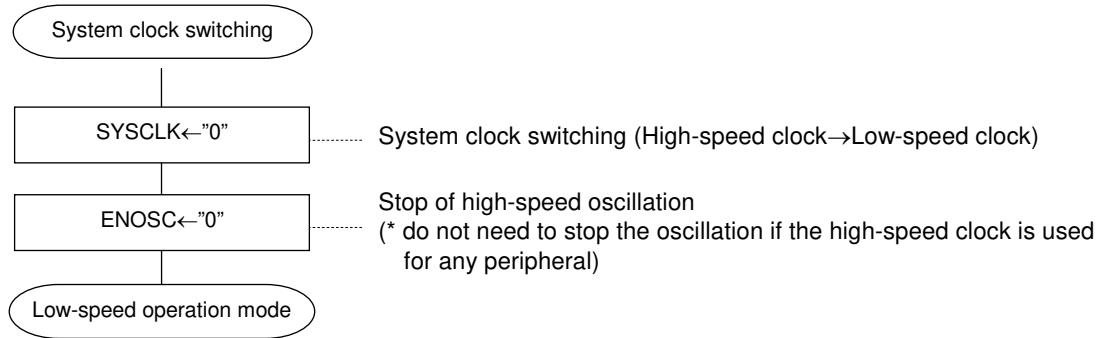 System clock switching
SYSCLK←"0"
System clock switching (High-speed clock→Low-speed clock)
ENOSC←"0"
Stop of high-speed oscillation
(* do not need to stop the oscillation if the high-speed clock is used
for any peripheral)
Low-speed operation mode